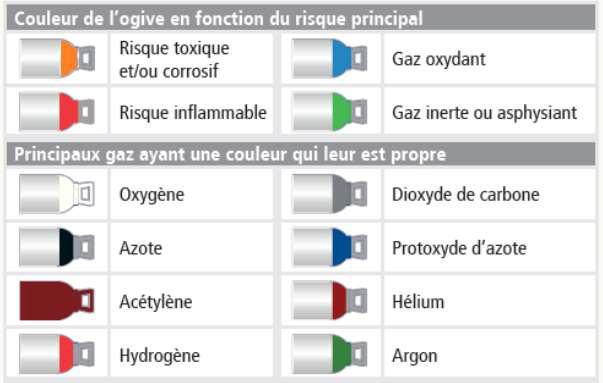 Couleur de l'ogive en fonction du risque principal
Risque toxique
et/ou corrosif
Gaz oxydant
Risque inflammable
Gaz inerte ou asphysiant
Principaux gaz ayant une couleur qui leur est propre
Oxygène
Dioxyde de carbone
Azote
Protoxyde d'azote
Acétylène
Hélium
Hydrogène
Argon